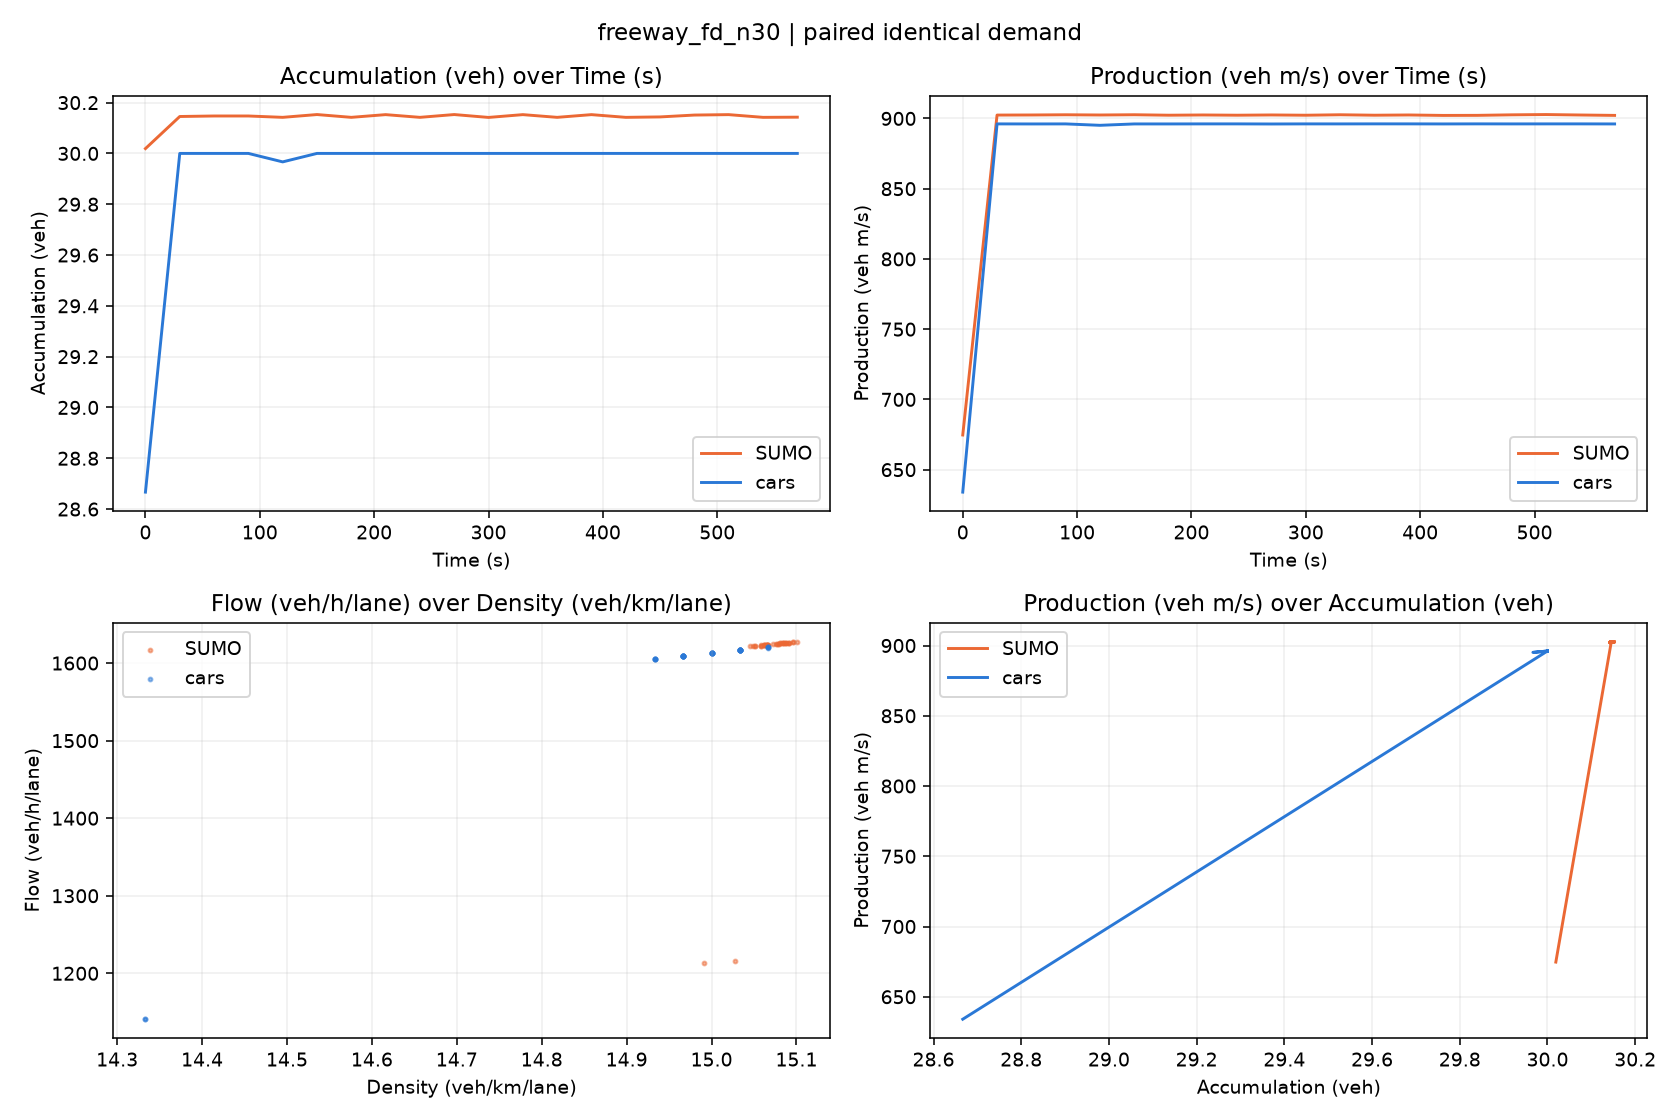 freeway_fd_n30 | paired identical demand
Accumulation (veh) over Time (s)
Accumulation (veh)
30.2
30.0
29.8
29.6
29.4
29.2
29.0
28.8
28.6
SUMO
cars
0 100 200 300 400 500
Time (s)
Production (veh m/s) over Time (s)
Production (veh m/s)
900
850
800
750
700
650
SUMO
cars
0 100 200 300 400 500
Time (s)
Flow (veh/h/lane) over Density (veh/km/lane)
Flow (veh/h/lane)
SUMO
cars
1600
1500
1400
1300
1200
14.3 14.4 14.5 14.6 14.7 14.8 14.9 15.0 15.1
Density (veh/km/lane)
Production (veh m/s) over Accumulation (veh)
Production (veh m/s)
SUMO
cars
900
850
800
750
700
650
28.6 28.8 29.0 29.2 29.4 29.6 29.8 30.0 30.2
Accumulation (veh)